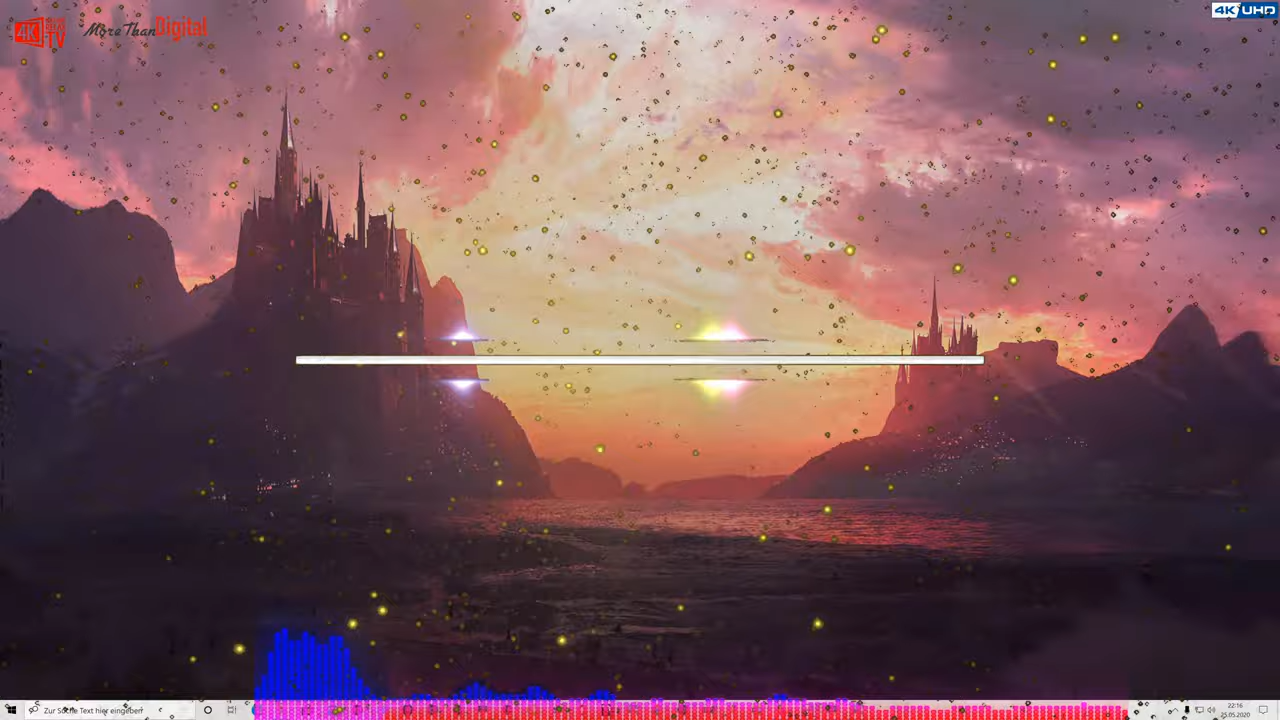 4K
TV
More Than Digital
4K UHD
Zur Suche Text hier eingeben
22:16
25.05.2020